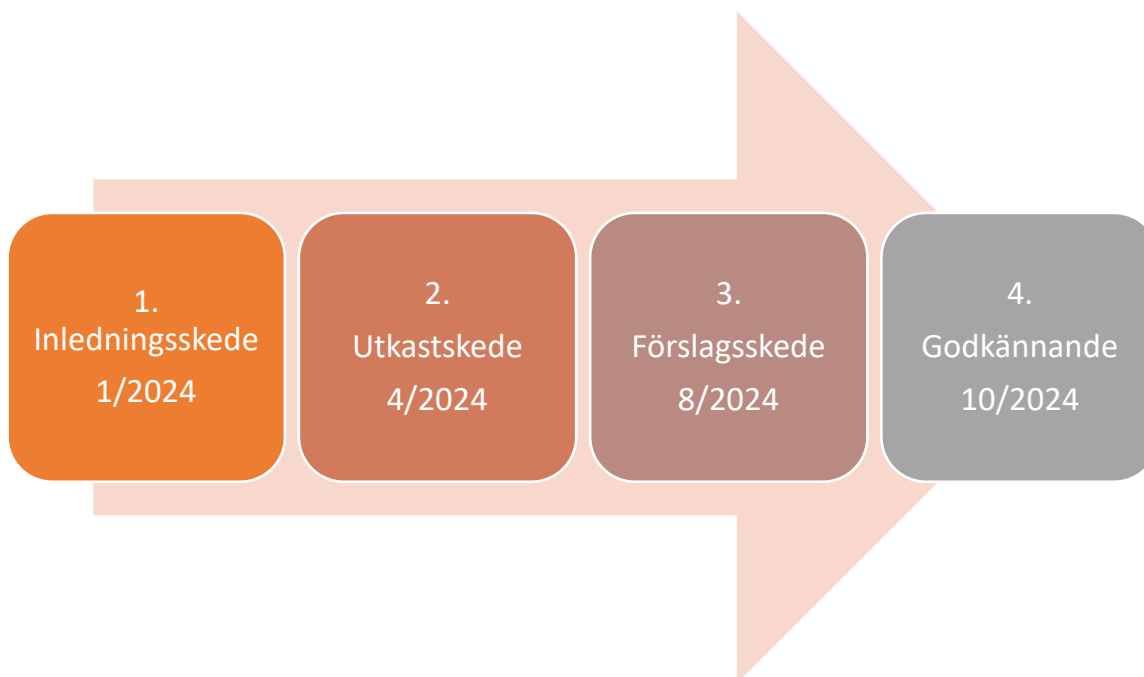 1.
Inledningsskede
1/2024
2.
Utkastskede
4/2024
3.
Förslagsskede
8/2024
4.
Godkännande
10/2024